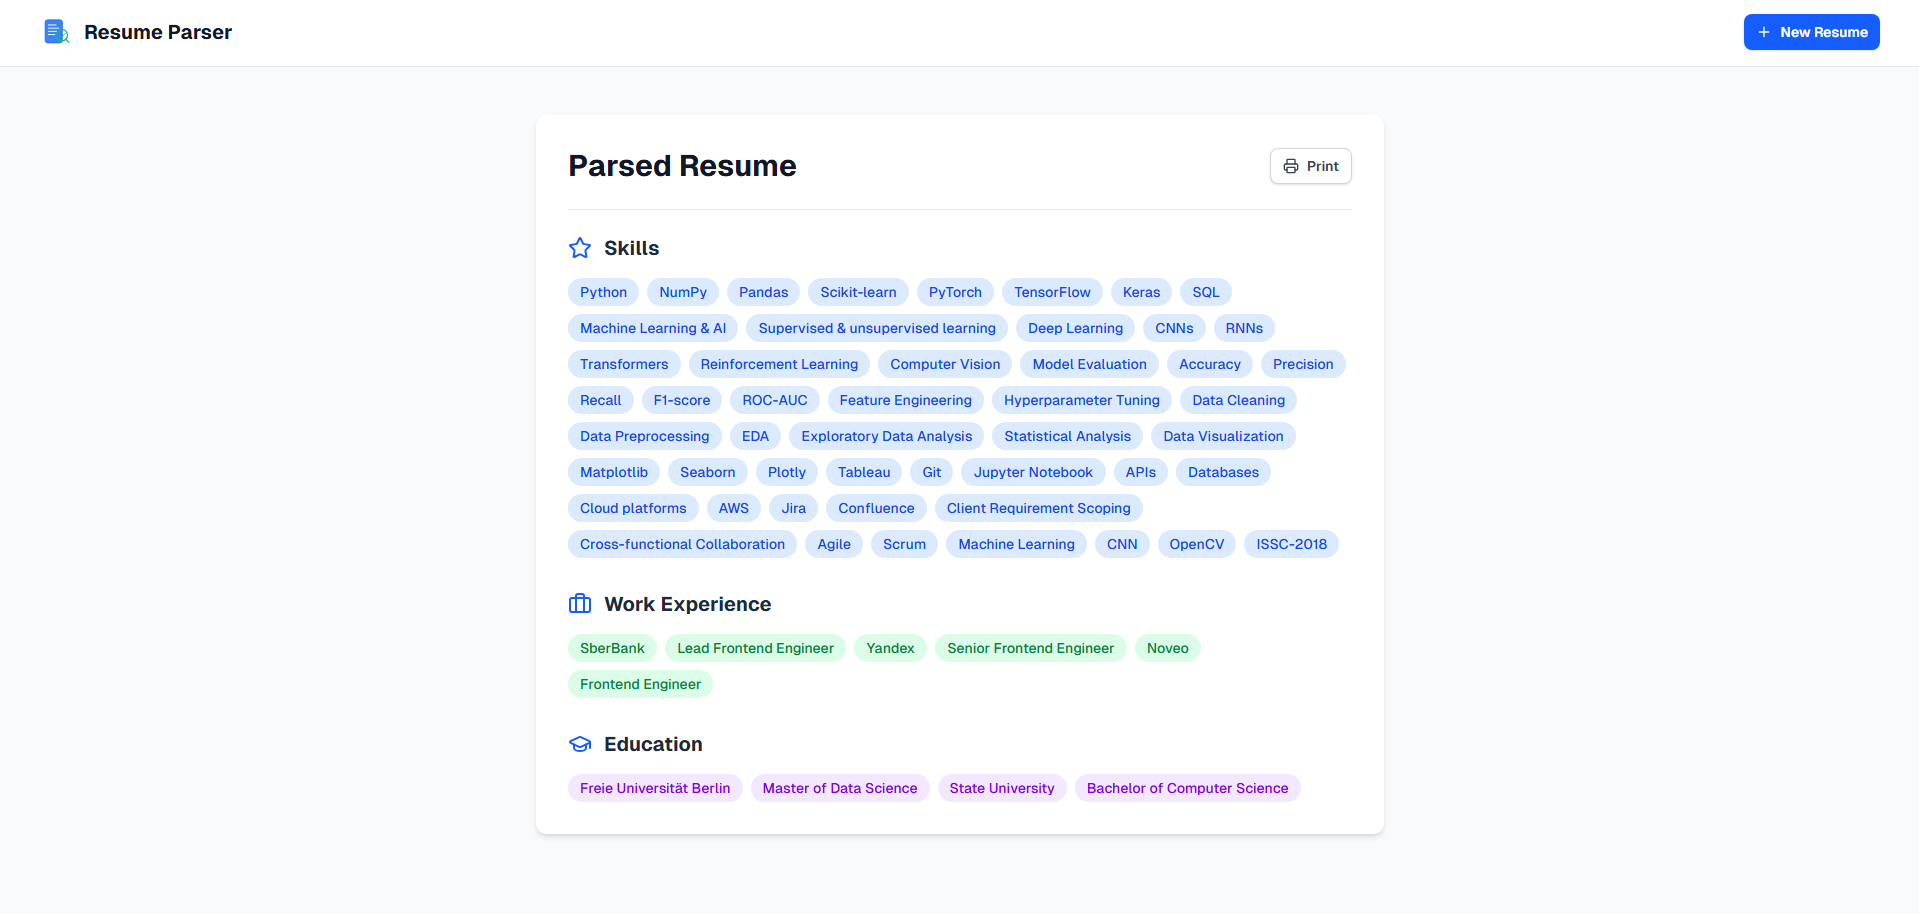 Resume Parser
New Resume
Parsed Resume
Print
Skills
Python NumPy Pandas Scikit-learn PyTorch TensorFlow Keras SQL
Machine Learning & AI Supervised & unsupervised learning Deep Learning CNNs RNNs
Transformers Reinforcement Learning Computer Vision Model Evaluation Accuracy Precision
Recall F1-score ROC-AUC Feature Engineering Hyperparameter Tuning Data Cleaning
Data Preprocessing EDA Exploratory Data Analysis Statistical Analysis Data Visualization
Matplotlib Seaborn Plotly Tableau Git Jupyter Notebook APIs Databases
Cloud platforms AWS Jira Confluence Client Requirement Scoping
Cross-functional Collaboration Agile Scrum Machine Learning CNN OpenCV ISSC-2018
Work Experience
SberBank Lead Frontend Engineer Yandex Senior Frontend Engineer Noveo
Frontend Engineer
Education
Freie Universität Berlin Master of Data Science State University Bachelor of Computer Science